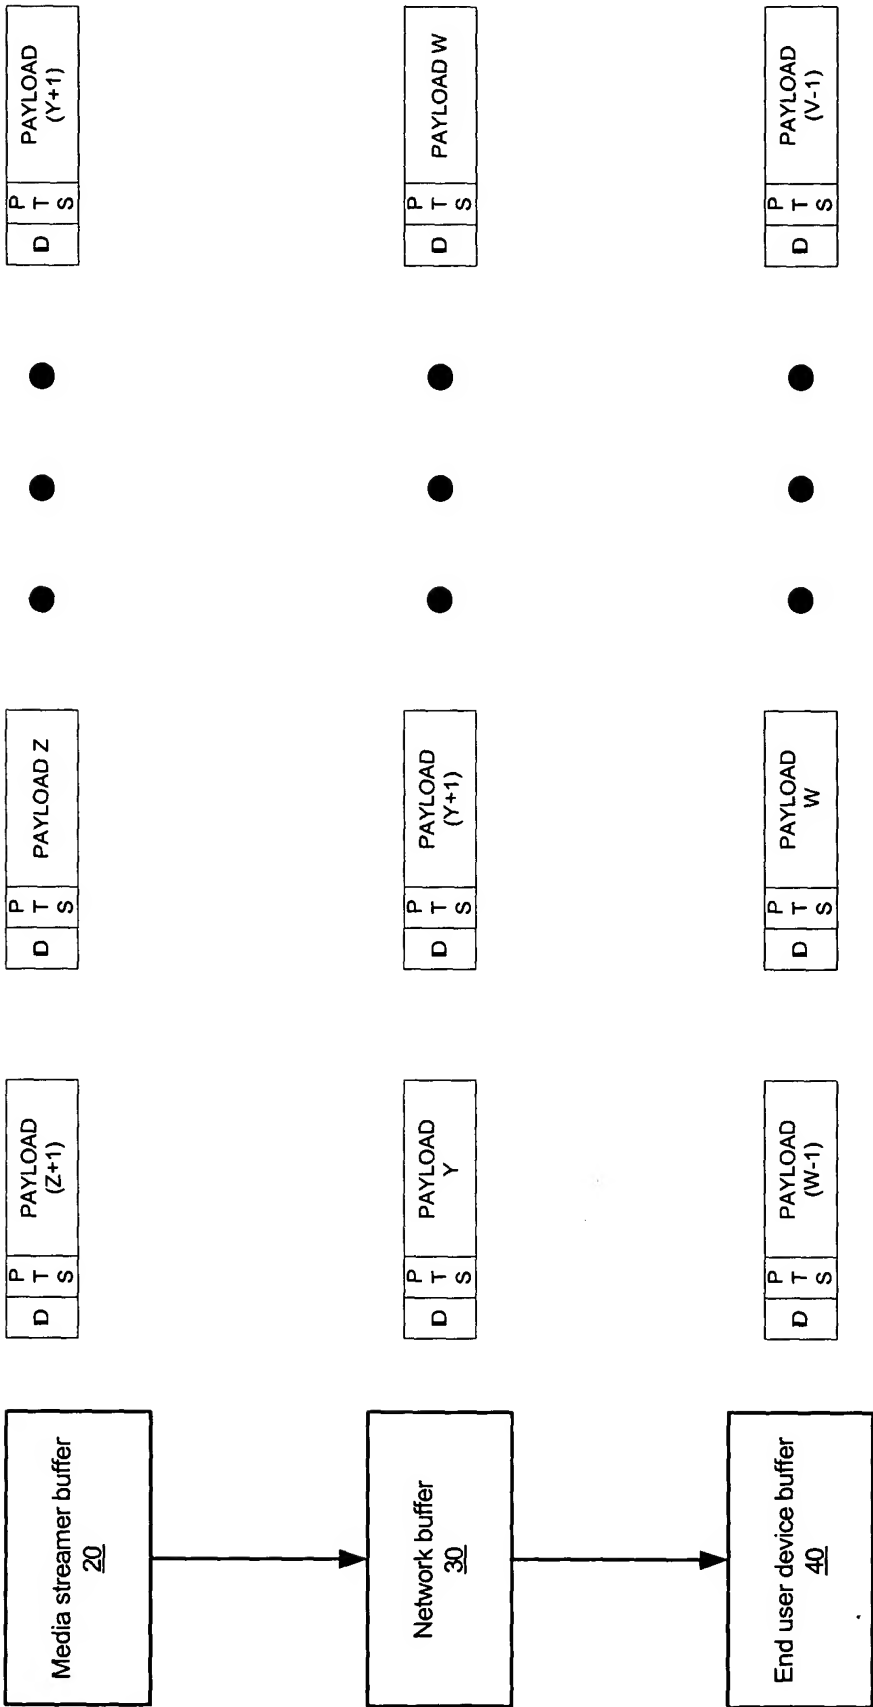 Media streamer buffer
20
D
P
T
S
PAYLOAD
(Z+1)
D
P
T
S
PAYLOAD Z
D
P
T
S
PAYLOAD
(Y+1)
Network buffer
30
D
P
T
S
PAYLOAD
Y
D
P
T
S
PAYLOAD
(Y+1)
D
P
T
S
PAYLOAD W
End user device buffer
40
D
P
T
S
PAYLOAD
(W-1)
D
P
T
S
PAYLOAD
W
D
P
T
S
PAYLOAD
(V-1)